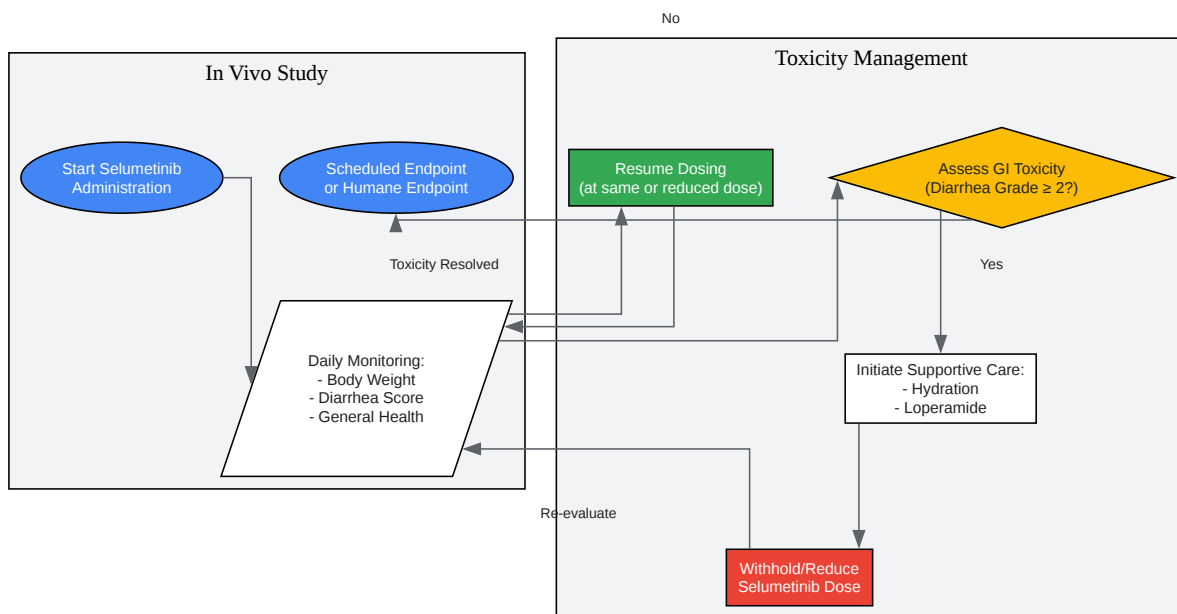 No
In Vivo Study
Toxicity Management
Start Selumetinib
Administration
Scheduled Endpoint
or Humane Endpoint
Resume Dosing
(at same or reduced dose)
Assess GI Toxicity
(Diarrhea Grade ≥ 2?)
Toxicity Resolved
Yes
Daily Monitoring:
- Body Weight
- Diarrhea Score
- General Health
Initiate Supportive Care:
- Hydration
- Loperamide
Re-evaluate
Withhold/Reduce
Selumetinib Dose